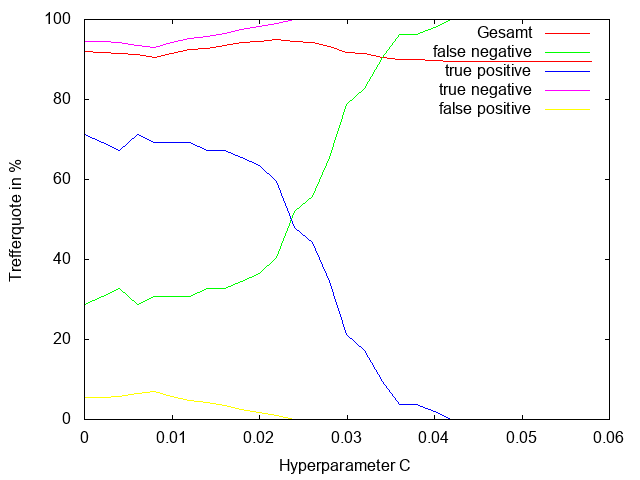 100
80
60
40
20
0
Trefferquote in %
Gesamt
false negative
true positive
true negative
false positive
0
0.01
0.02
0.03
0.04
0.05
0.06
Hyperparameter C